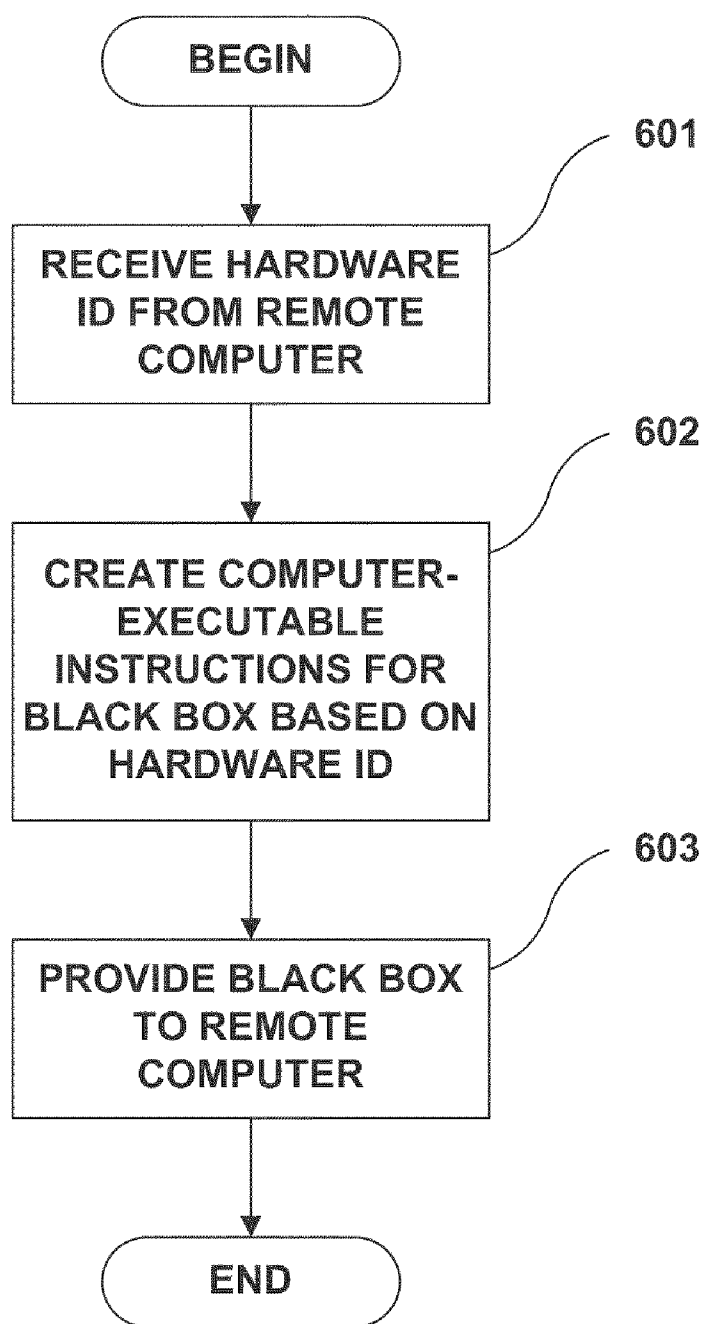 BEGIN
601
RECEIVE HARDWARE
ID FROM REMOTE
COMPUTER
602
CREATE COMPUTER-
EXECUTABLE
INSTRUCTIONS FOR
BLACK BOX BASED ON
HARDWARE ID
603
PROVIDE BLACK BOX
TO REMOTE
COMPUTER
END